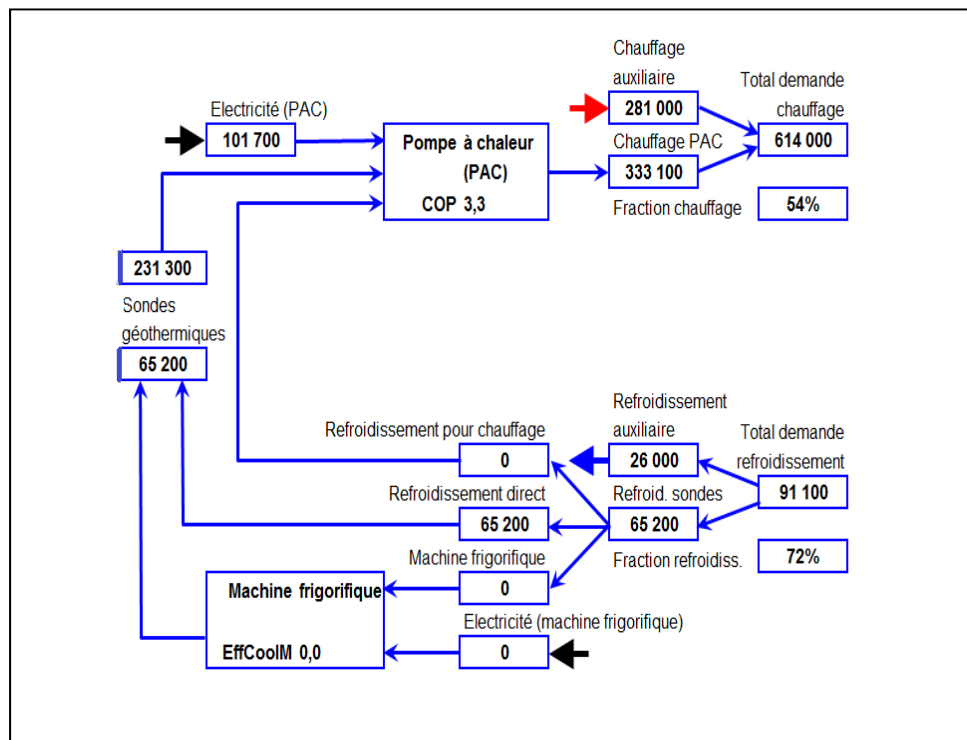 Chauffage
auxiliaire
281 000
Total demande
chauffage
614 000
Electricité (PAC)
101 700
Pompe à chaleur
(PAC)
COP 3,3
Chauffage PAC
333 100
Fraction chauffage
54%
231 300
Sondes
géothermiques
65 200
Refroidissement pour chauffage
0
Refroidissement
auxiliaire
26 000
Total demande
refroidissement
91 100
Refroidissement direct
65 200
Refroid. sondes
65 200
Machine frigorifique
0
Fraction refroidiss.
72%
Machine frigorifique
EffCoolM 0,0
Electricité (machine frigorifique)
0